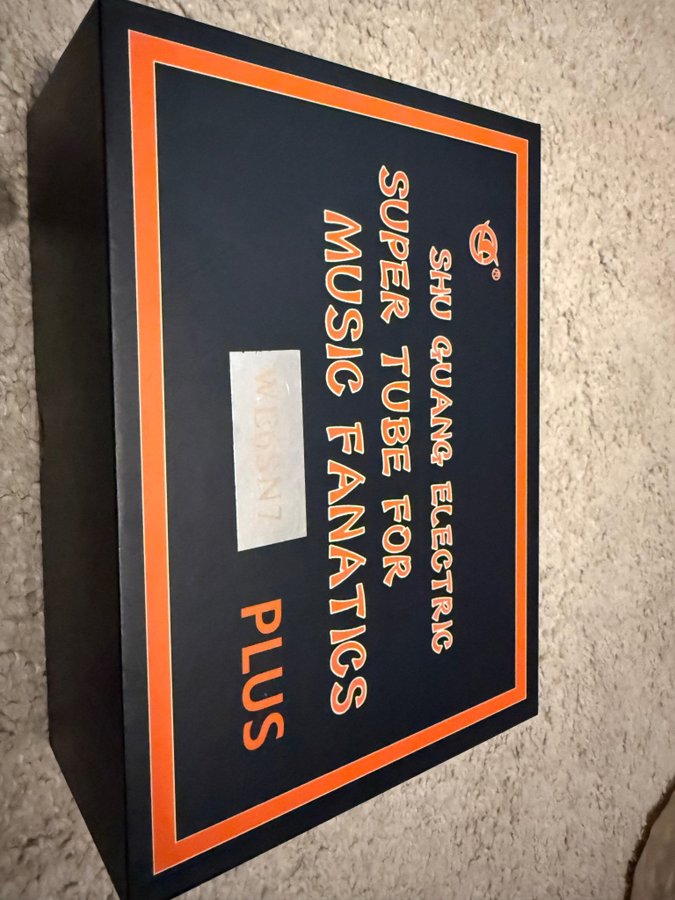 ®
SHU GUANG ELECTRIC
SUPER TUBE FOR
MUSIC FANATICS
WE6SN7
PLUS